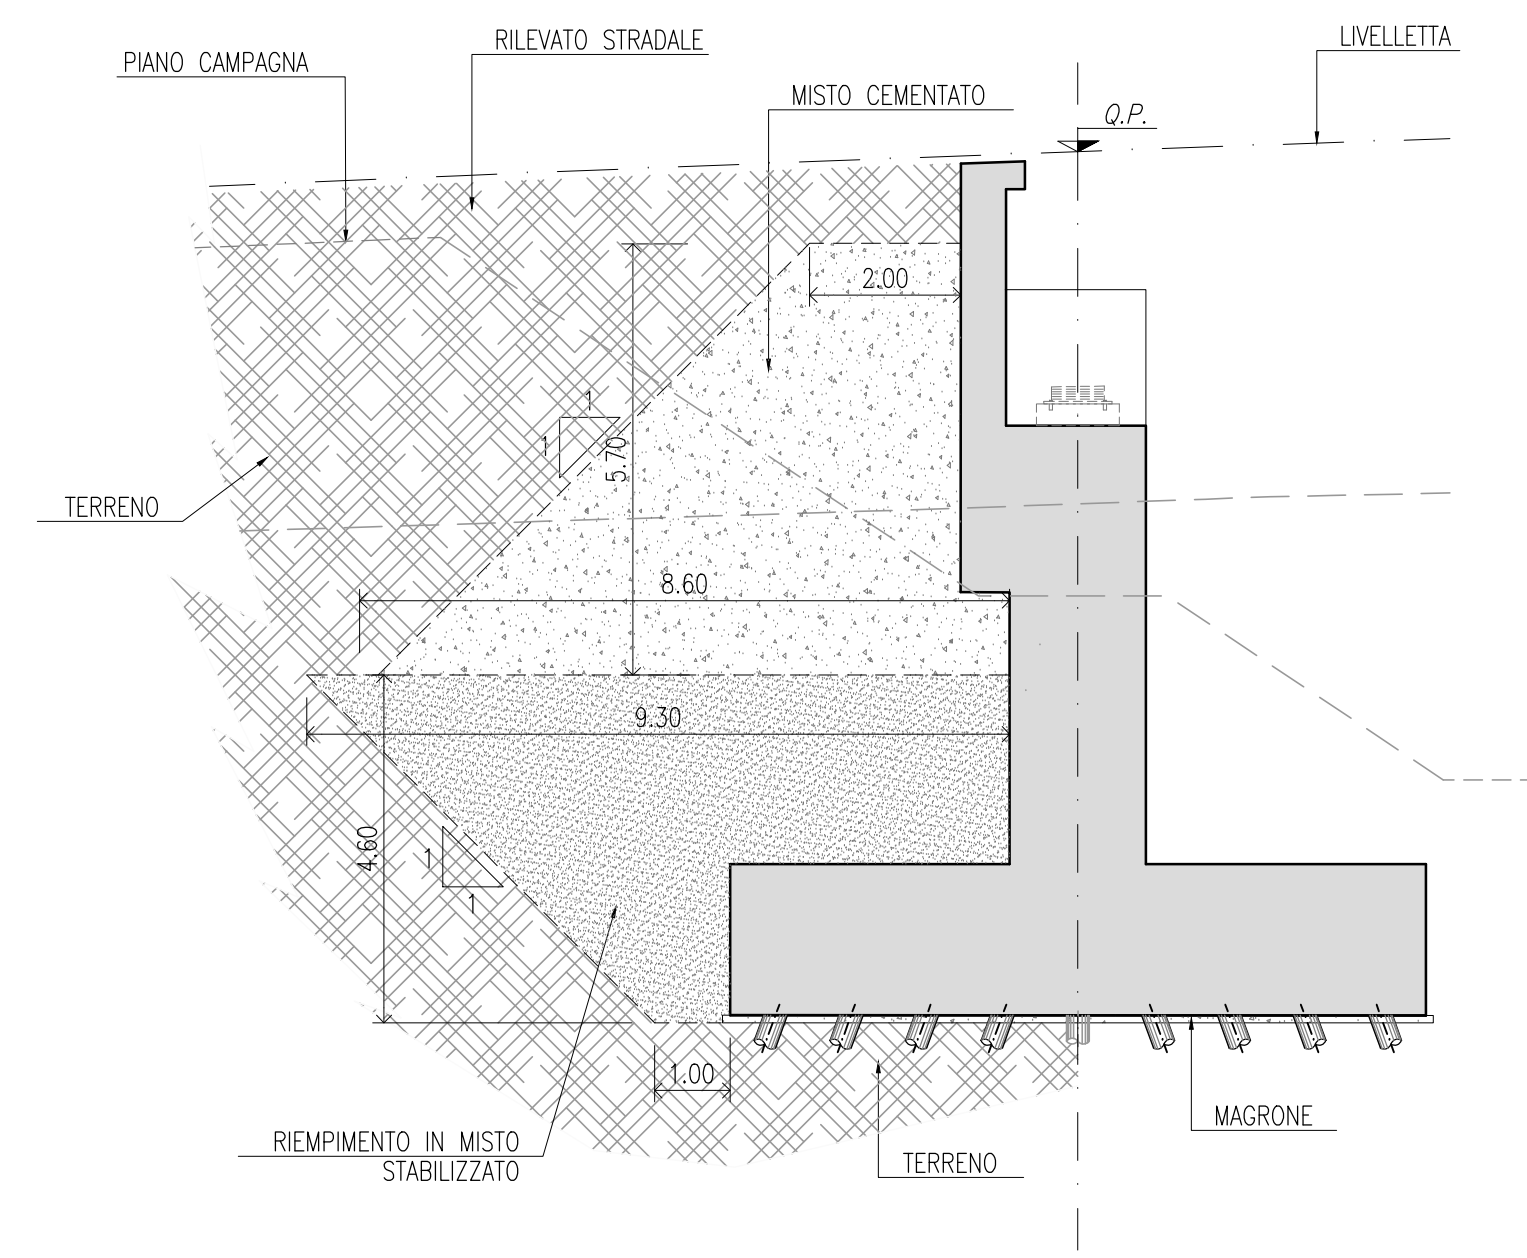 RILEVATO STRADALE
LIVELLETTA
PIANO CAMPAGNA
MISTO CEMENTATO
Q.P.
2.00
1
1
5.70
TERRENO
8.60
9.30
4.60
1
1
1.00
MAGRONE
RIEMPIMENTO IN MISTO
STABILIZZATO
TERRENO